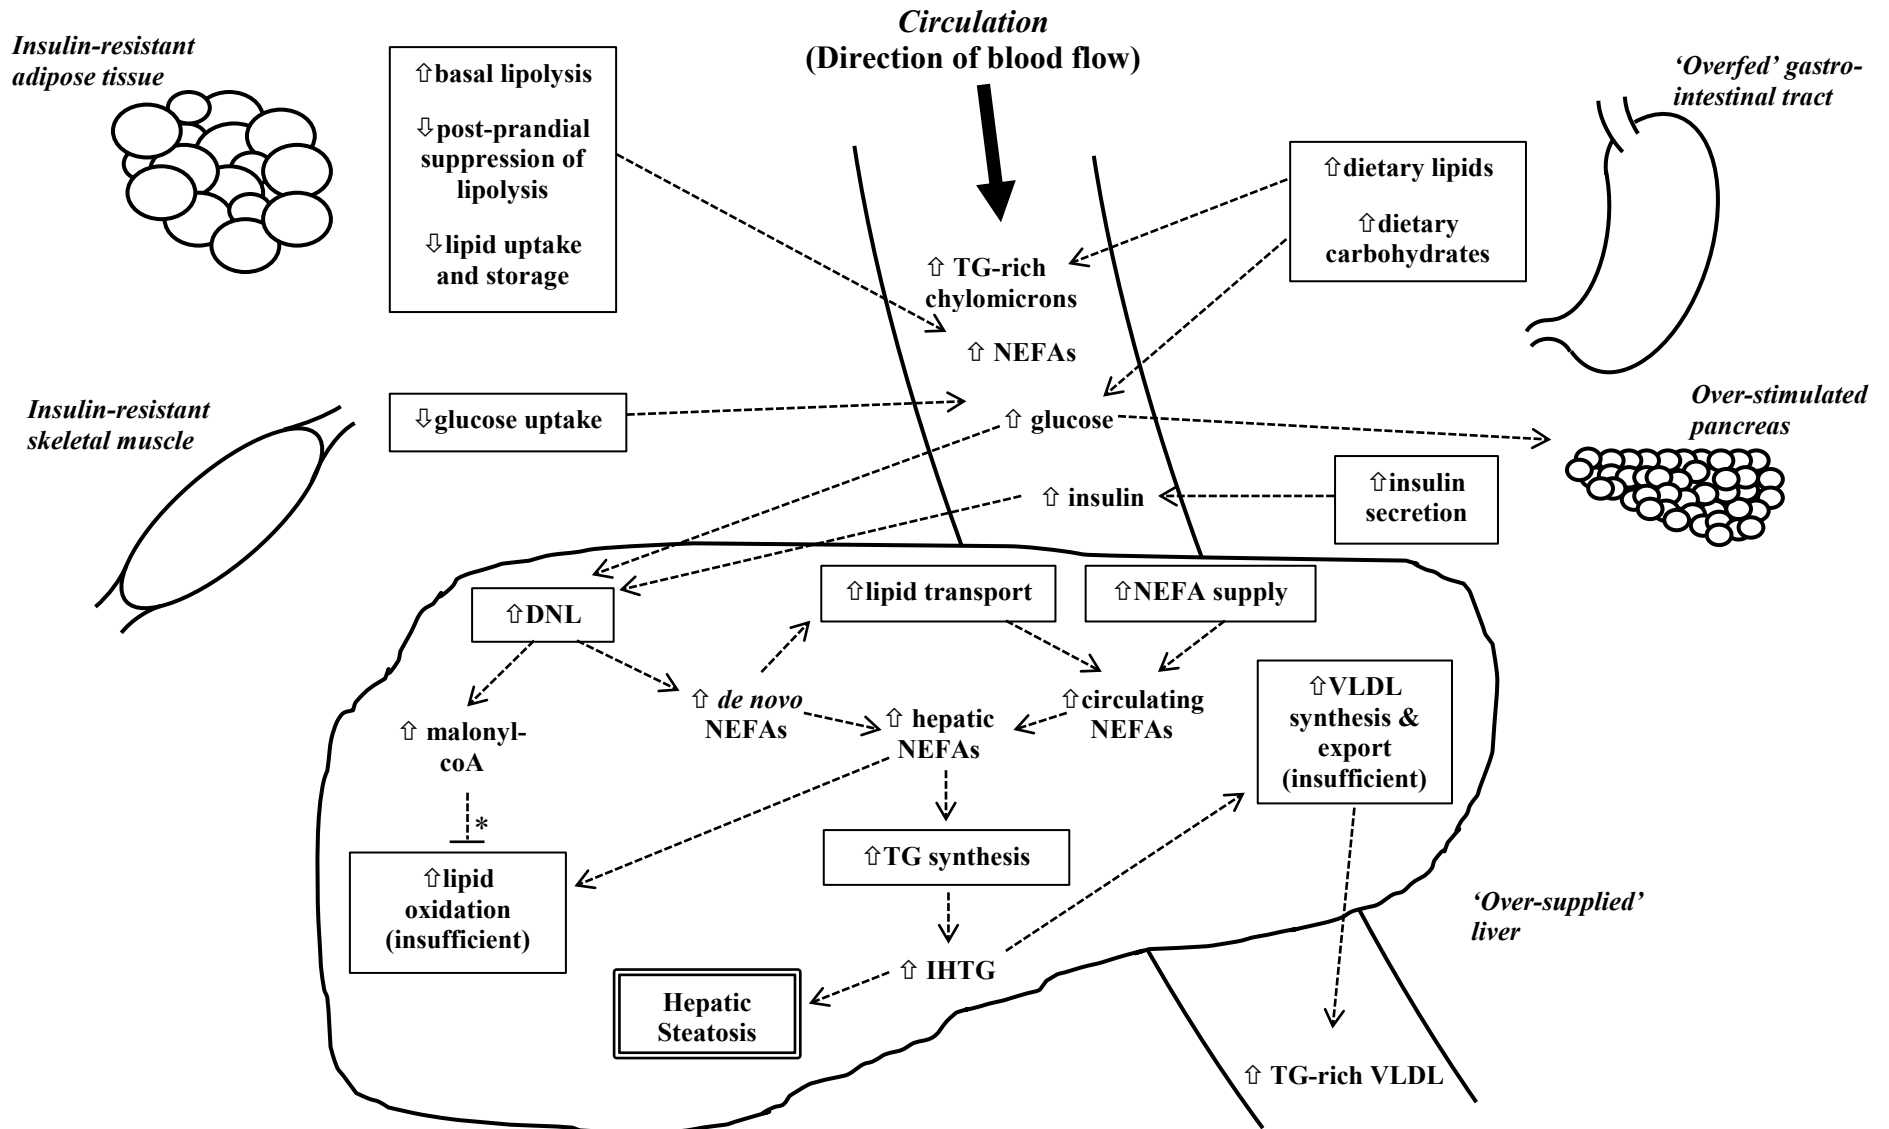 Circulation
(Direction of blood flow)
Insulin-resistant
adipose tissue
⇧basal lipolysis
⇩post-prandial
suppression of
lipolysis
⇩lipid uptake
and storage
‘Overfed’ gastro-
intestinal tract
⇧dietary lipids
⇧dietary
carbohydrates
⇧ TG-rich
chylomicrons
⇧ NEFAs
Insulin-resistant
skeletal muscle
⇩glucose uptake
⇧ glucose
Over-stimulated
pancreas
⇧ insulin
⇧insulin
secretion
⇧DNL
⇧lipid transport
⇧NEFA supply
⇧ de novo
NEFAs
⇧ hepatic
NEFAs
⇧circulating
NEFAs
⇧VLDL
synthesis &
export
(insufficient)
⇧ malonyl-
coA
*
⇧lipid
oxidation
(insufficient)
⇧TG synthesis
‘Over-supplied’
liver
⇧ IHTG
Hepatic
Steatosis
⇧ TG-rich VLDL